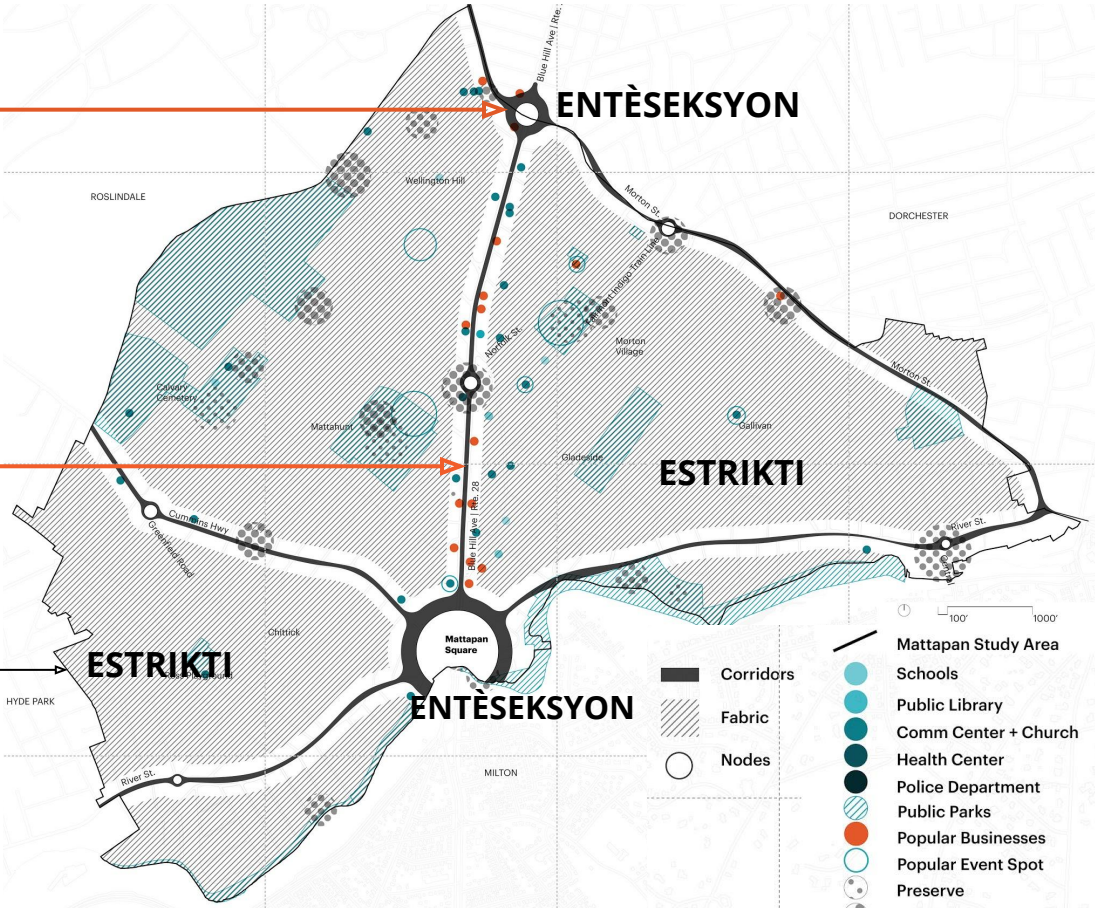 Blue Hill Ave | Rte.
ENTÈSEKSYON
ROSLINDALE
Wellington Hill
Morton St.
DORCHESTER
Indigo Train Line
Norfolk St.
Morton
Village
Calvary
Cemetery
Mattahunt
Gallivan
Morton St.
Gladeside
ESTRIKTI
Blue Hill Ave | Rte. 28
Cummins Hwy
Greenfield Road
River St.
Chittick
Mattapan
Square
ESTRIKTI
HYDE PARK
ENTÈSEKSYON
River St.
MILTON
100'
1000'
Corridors
Fabric
Nodes
Mattapan Study Area
Schools
Public Library
Comm Center + Church
Health Center
Police Department
Public Parks
Popular Businesses
Popular Event Spot
Preserve